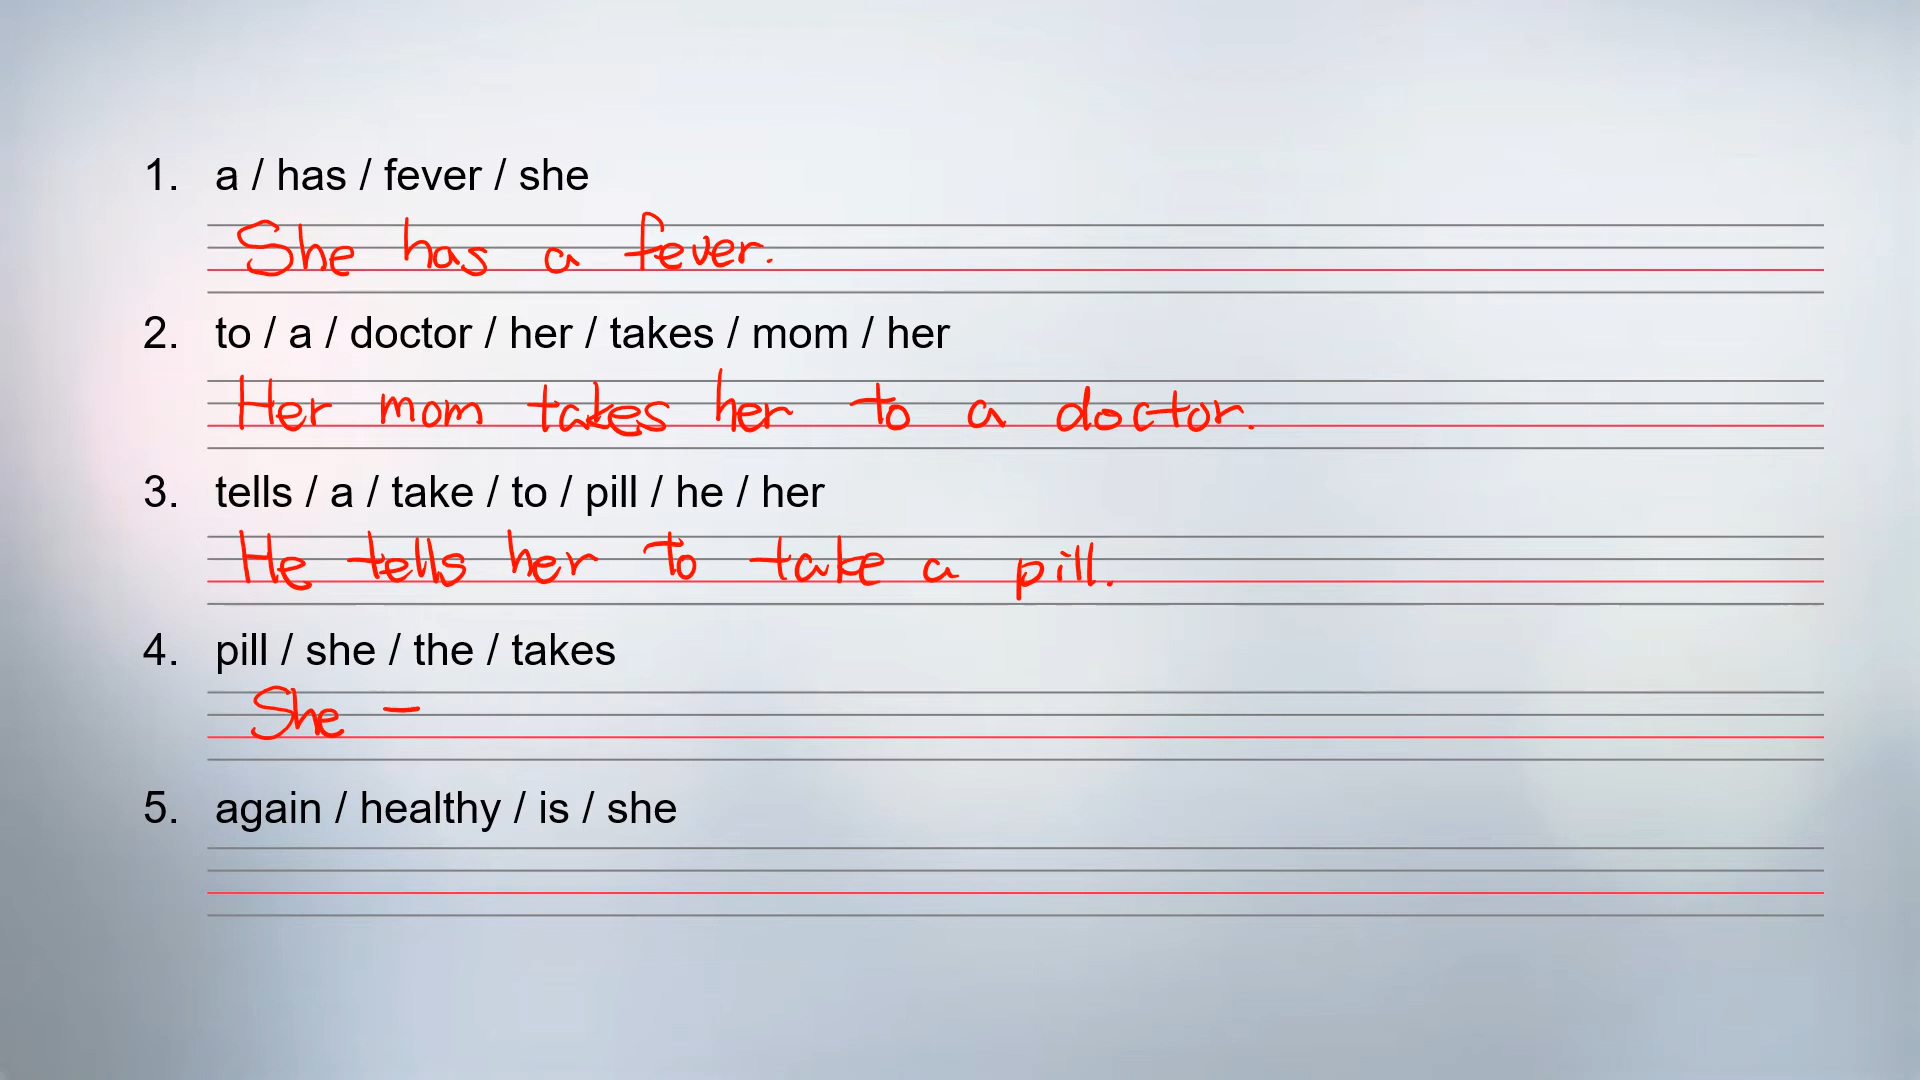 1. a / has / fever / she
She has a fever.
2. to / a / doctor / her / takes / mom / her
Her mom takes her to a doctor.
3. tells / a / take / to / pill / he / her
He tells her to take a pill.
4. pill / she / the / takes
She
5. again / healthy / is / she